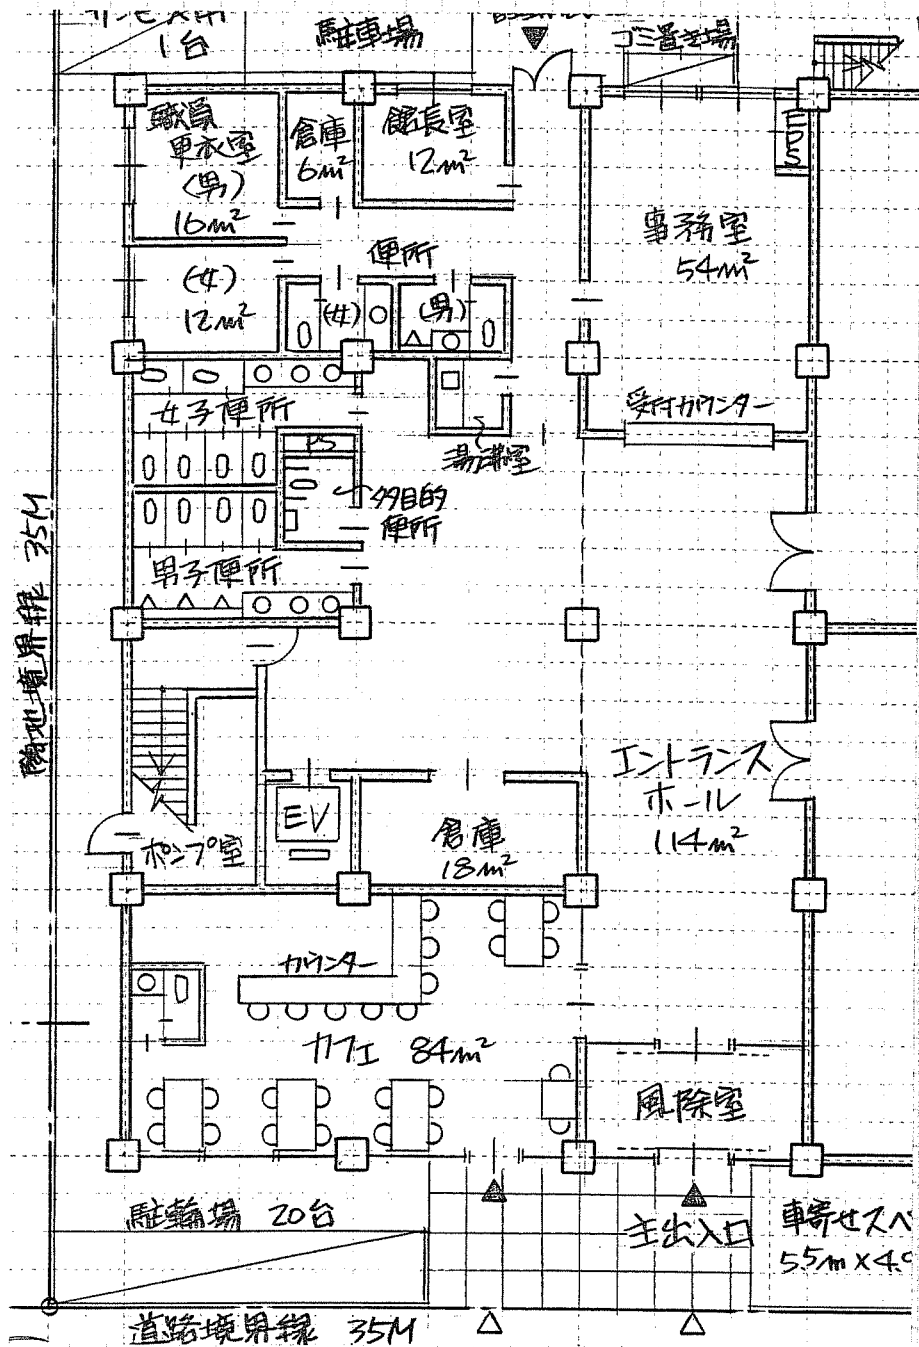 1台
駐車場
ゴミ置き場
職員
更衣室
(男)
16m²
倉庫
6m²
館長室
12m²
EPS
事務室
54m²
(女)
12m²
便所
(女)
(男)
女子便所
PS
受付カウンター
湯沸室
多目的
便所
男子便所
隣地境界線 35M
エントランス
ホール
114m²
EV
倉庫
18m²
ポンプ室
カウンター
カフェ 84m²
風除室
駐輪場 20台
主出入口
車寄せスペ
5.5m×4.0
道路境界線 35M